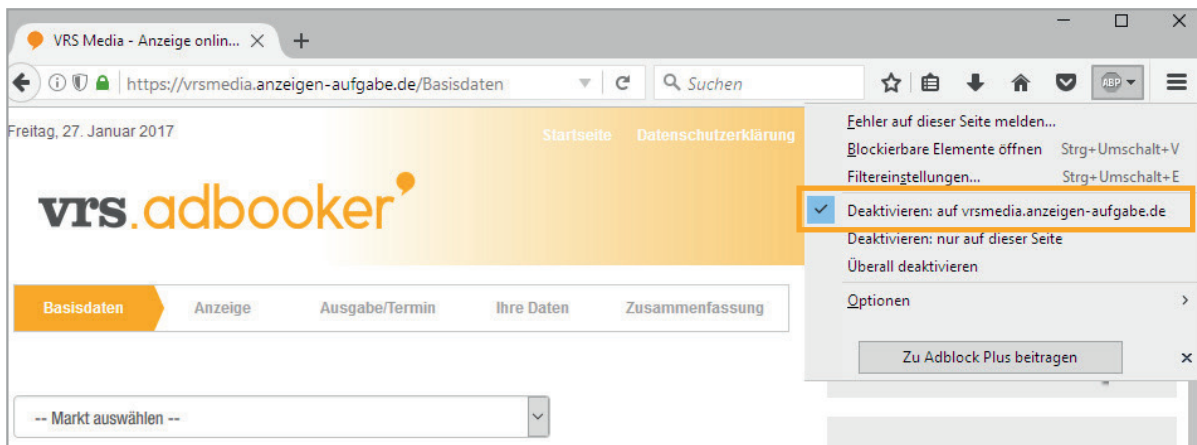 VRS Media - Anzeige onlin...
https://vrsmedia.anzeigen-aufgabe.de/Basisdaten
Suchen
ABP
Freitag, 27. Januar 2017
Startseite Datenschutzerklärung
vrs.adbooker
Fehler auf dieser Seite melden...
Blockierbare Elemente öffnen Strg+Umschalt+V
Filtereinstellungen... Strg+Umschalt+E
Deaktivieren: auf vrsmedia.anzeigen-aufgabe.de
Deaktivieren: nur auf dieser Seite
Überall deaktivieren
Optionen
Zu Adblock Plus beitragen
Basisdaten Anzeige Ausgabe/Termin Ihre Daten Zusammenfassung
-- Markt auswählen --